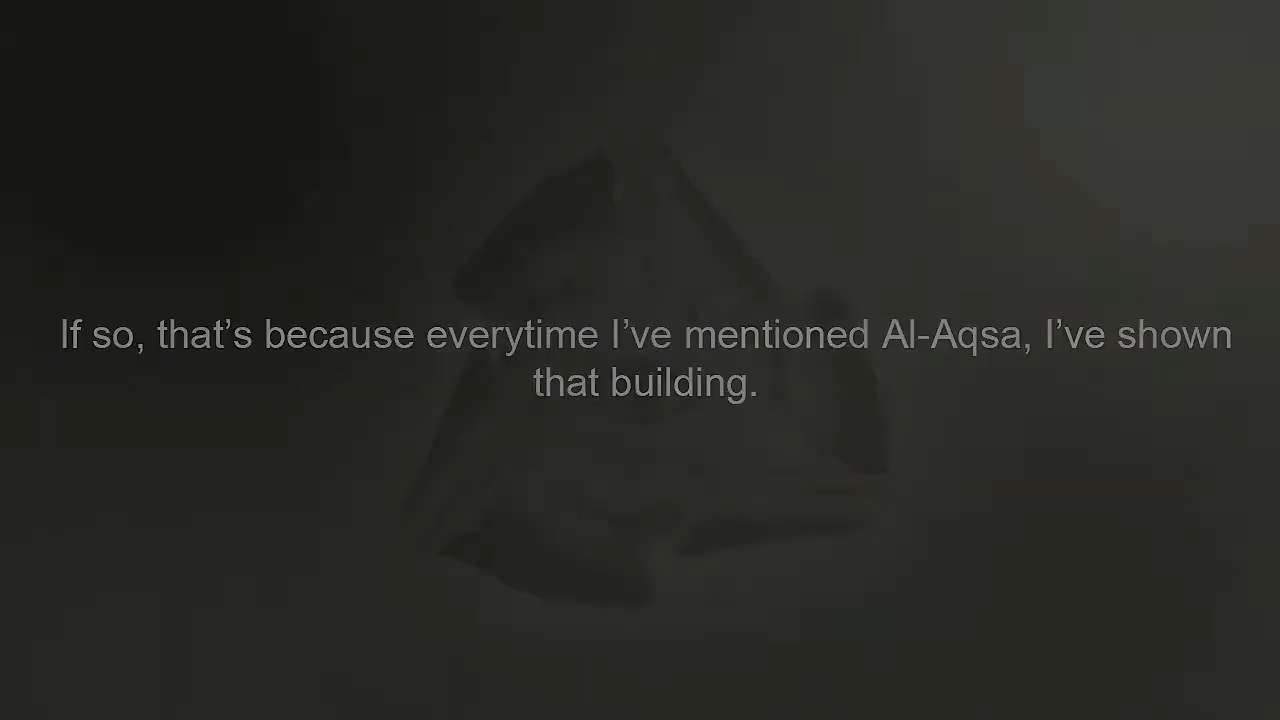 If so, that’s because everytime I’ve mentioned Al-Aqsa, I’ve shown
that building.